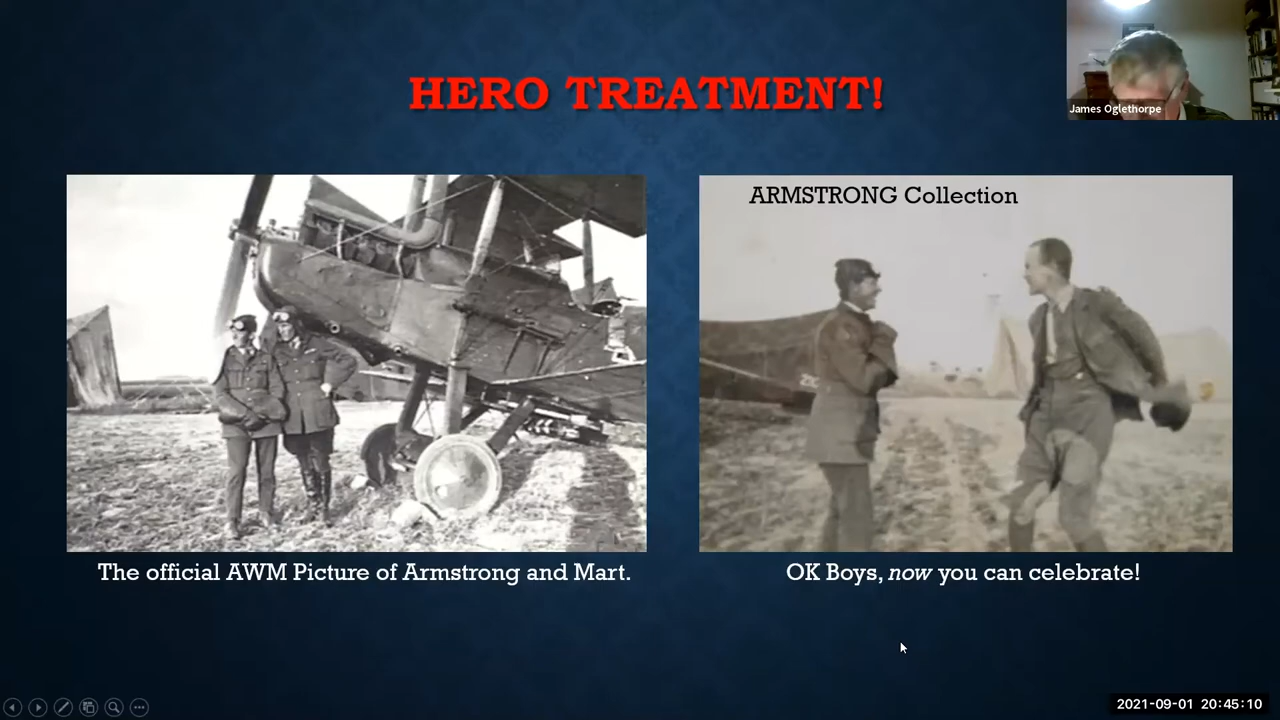 HERO TREATMENT!
James Oglethorpe
ARMSTRONG Collection
The official AWM Picture of Armstrong and Mart.
OK Boys, now you can celebrate!
2021-09-01 20:45:10